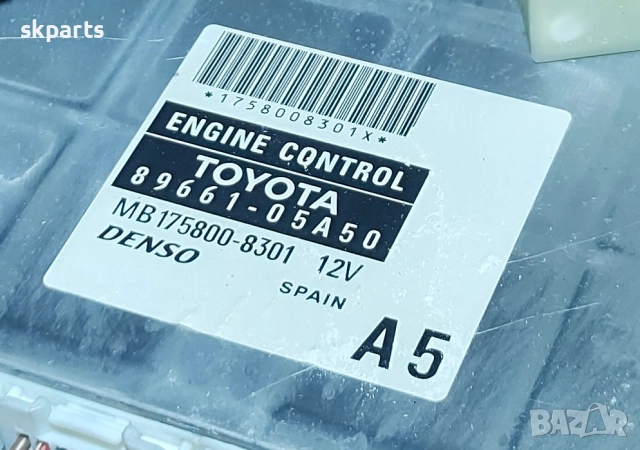 skparts
*1758008301X*
ENGINE CONTROL
TOYOTA
89661-05A50
MB175800-8301 12V
DENSO
SPAIN
A5
BAZAR